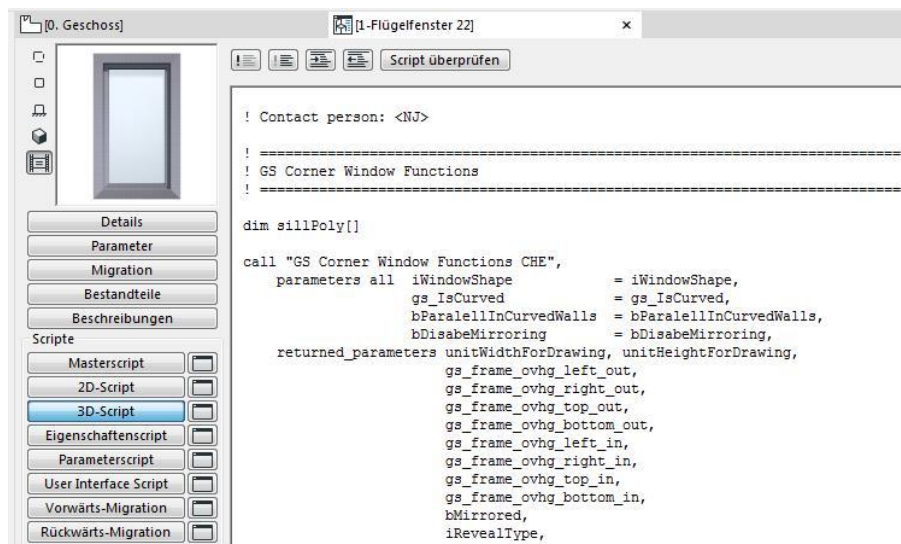 [0. Geschoss]
[1-Flügelfenster 22]
Script überprüfen
Details
Parameter
Migration
Bestandteile
Beschreibungen
Scripte
Masterscript
2D-Script
3D-Script
Eigenschaftenscript
Parameterscript
User Interface Script
Vorwärts-Migration
Rückwärts-Migration
! Contact person: <NJ>
! ==============================================================================
! GS Corner Window Functions
! ==============================================================================
dim sillPoly[]
call "GS Corner Window Functions CHE",
parameters all iWindowShape = iWindowShape,
gs_IsCurved = gs_IsCurved,
bParalellInCurvedWalls = bParalellInCurvedWalls,
bDisabeMirroring = bDisabeMirroring,
returned_parameters unitWidthForDrawing, unitHeightForDrawing,
gs_frame_ovhg_left_out,
gs_frame_ovhg_right_out,
gs_frame_ovhg_top_out,
gs_frame_ovhg_bottom_out,
gs_frame_ovhg_left_in,
gs_frame_ovhg_right_in,
gs_frame_ovhg_top_in,
gs_frame_ovhg_bottom_in,
bMirrored,
iRevealType,